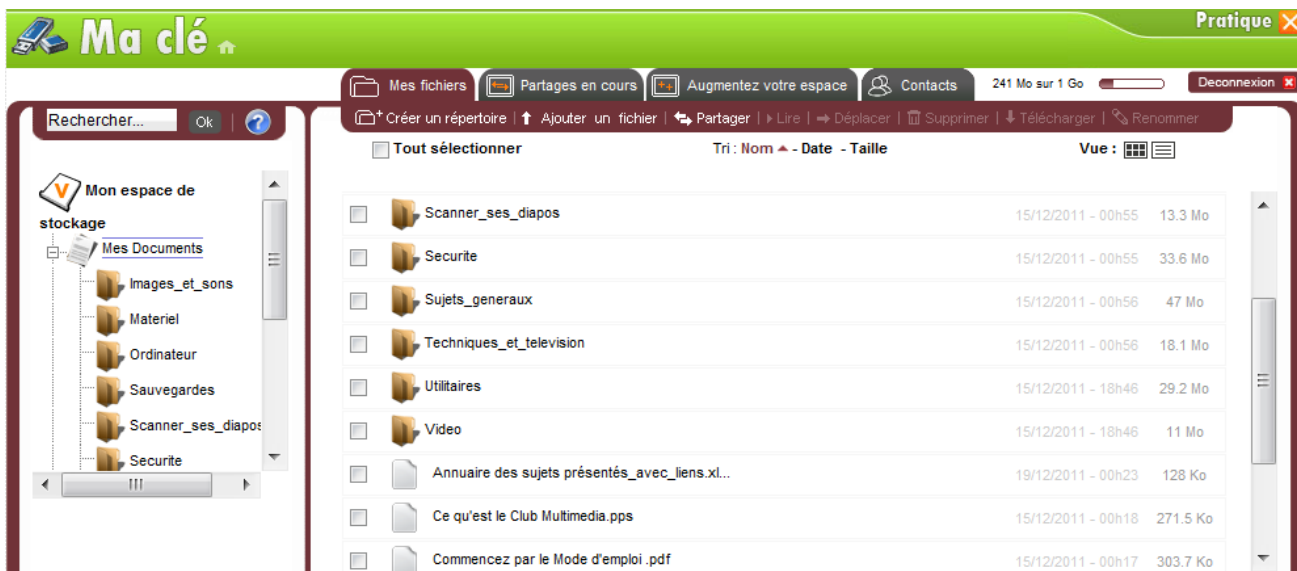 Ma clé
Pratique
Mes fichiers
Partages en cours
Augmentez votre espace
Contacts
241 Mo sur 1 Go
Deconnexion
Rechercher...
Ok
?
Créer un répertoire | Ajouter un fichier | Partager | Lire | Déplacer | Supprimer | Télécharger | Renommer
Tout sélectionner
Tri : Nom - Date - Taille
Vue :
V
Mon espace de
stockage
Mes Documents
Images_et_sons
Materiel
Ordinateur
Sauvegardes
Scanner_ses_diapos
Securite
Scanner_ses_diapos 15/12/2011 - 00h55 13.3 Mo
Securite 15/12/2011 - 00h55 33.6 Mo
Sujets_generaux 15/12/2011 - 00h56 47 Mo
Techniques_et_television 15/12/2011 - 00h56 18.1 Mo
Utilitaires 15/12/2011 - 18h46 29.2 Mo
Video 15/12/2011 - 18h46 11 Mo
Annuaire des sujets présentés_avec_liens.xl... 19/12/2011 - 00h23 128 Ko
Ce qu'est le Club Multimedia.pps 15/12/2011 - 00h18 271.5 Ko
Commencez par le Mode d'emploi .pdf 15/12/2011 - 00h17 303.7 Ko